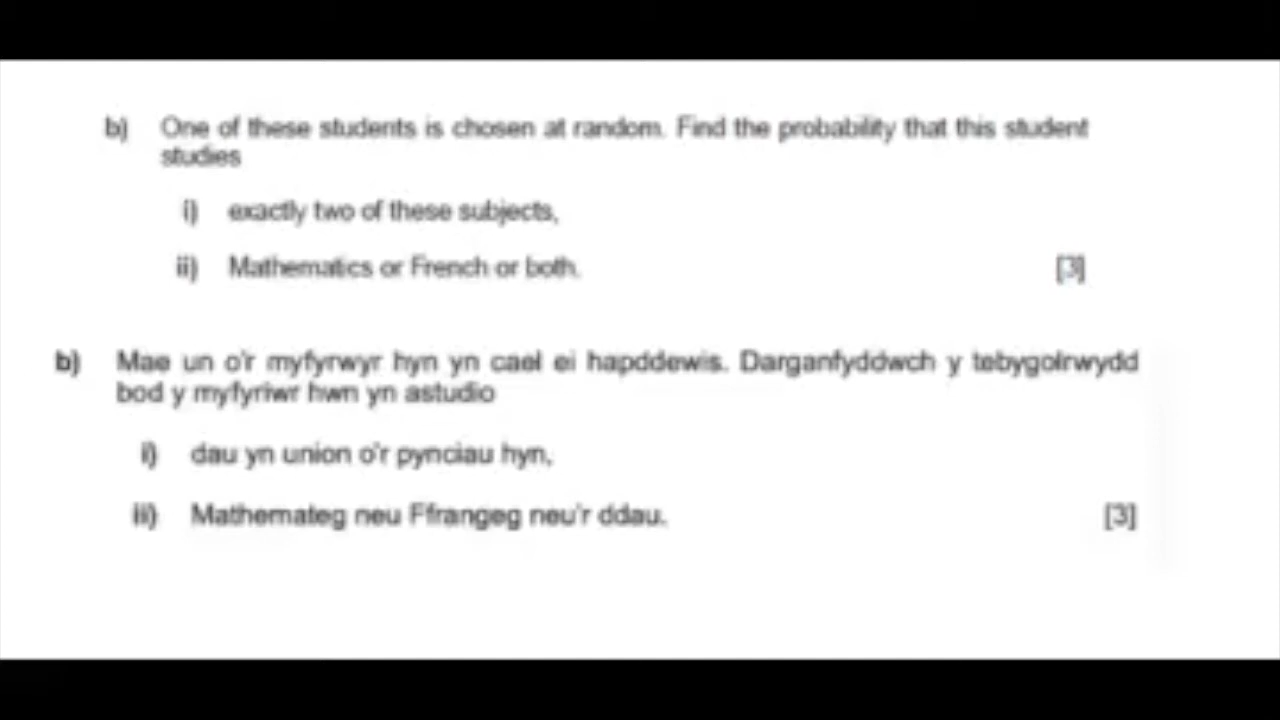 b) One of these students is chosen at random. Find the probability that this student
studies
i) exactly two of these subjects,
ii) Mathematics or French or both. [3]
b) Mae un o'r myfyrwyr hyn yn cael ei hapddewis. Darganfyddwch y tebygolrwydd
bod y myfyriwr hwn yn astudio
i) dau yn union o'r pynciau hyn,
ii) Mathemateg neu Ffrangeg neu'r ddau. [3]